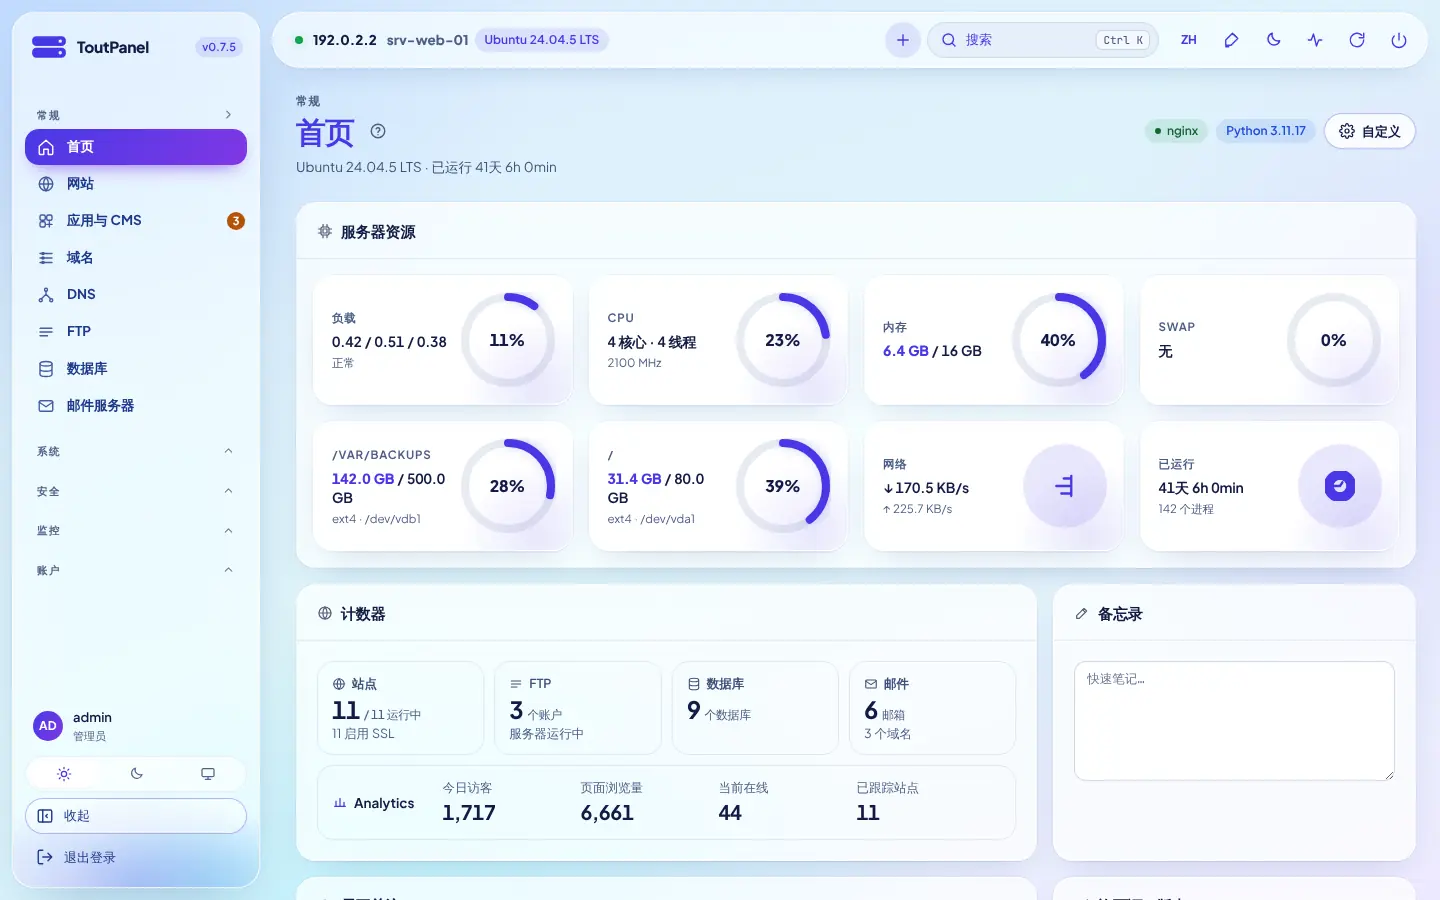 ToutPanel v0.7.5
常规
首页
网站
应用与 CMS 3
域名
DNS
FTP
数据库
邮件服务器
系统
安全
监控
账户
AD admin
管理员
收起
退出登录
192.0.2.2 srv-web-01 Ubuntu 24.04.5 LTS
搜索 Ctrl K ZH
常规
首页
Ubuntu 24.04.5 LTS · 已运行 41天 6h 0min
nginx Python 3.11.17 自定义
服务器资源
负载
0.42 / 0.51 / 0.38
正常
11%
CPU
4 核心 · 4 线程
2100 MHz
23%
内存
6.4 GB / 16 GB
40%
SWAP
无
0%
/VAR/BACKUPS
142.0 GB / 500.0
GB
ext4 · /dev/vdb1
28%
/
31.4 GB / 80.0
GB
ext4 · /dev/vda1
39%
网络
↓ 170.5 KB/s
↑ 225.7 KB/s
已运行
41天 6h 0min
142 个进程
计数器
站点
11 / 11 运行中
11 启用 SSL
FTP
3 个账户
服务器运行中
数据库
9 个数据库
邮件
6 邮箱
3 个域名
Analytics
今日访客
1,717
页面浏览量
6,661
当前在线
44
已跟踪站点
11
备忘录
快速笔记…